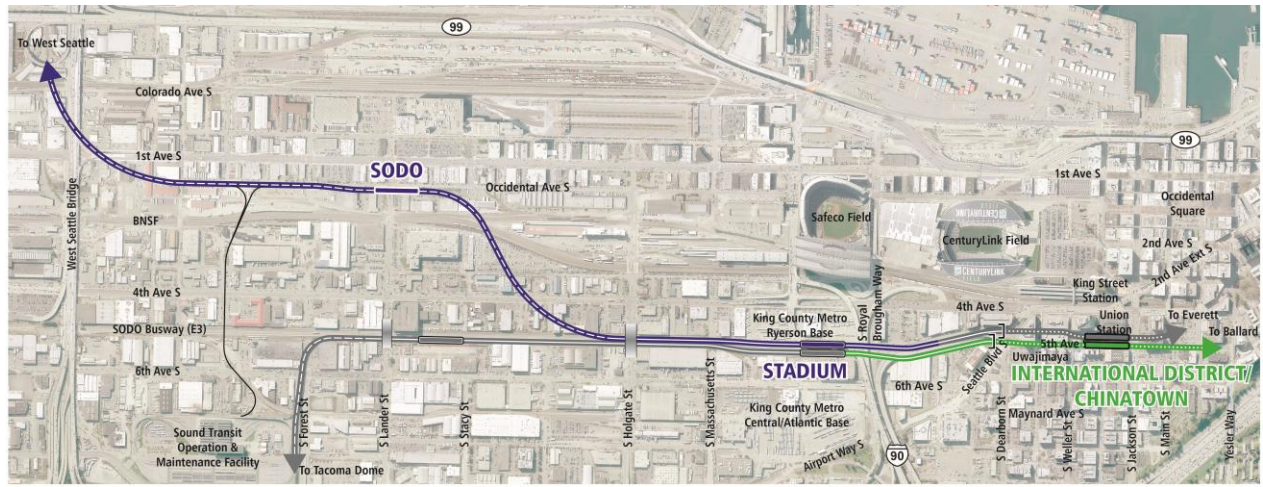 99
To West Seattle
Colorado Ave S
99
1st Ave S
SODO
Occidental Ave S
1st Ave S
West Seattle Bridge
BNSF
Safeco Field
Occidental
Square
CENTURYLINK
CenturyLink Field
CENTURYLINK
2nd Ave S
2nd Ave Ext S
4th Ave S
King Street
Station
S Royal
Brougham Way
4th Ave S
King County Metro
Ryerson Base
Union
Station
To Everett
To Ballard
SODO Busway (E3)
5th Ave
Uwajimaya
6th Ave S
STADIUM
6th Ave S
Seattle Blvd S
INTERNATIONAL DISTRICT/
CHINATOWN
King County Metro
Central/Atlantic Base
Maynard Ave S
Sound Transit
Operation &
Maintenance Facility
S Forest St
S Lander St
S Stacy St
S Holgate St
S Massachusetts St
S Dearborn St
S Weller St
S Jackson St
S Main St
Yesler Way
Airport Way S
90
To Tacoma Dome